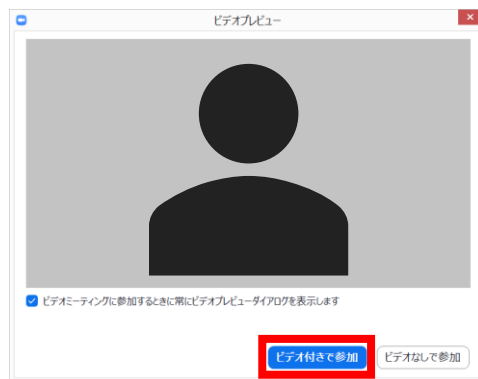 ビデオプレビュー
ビデオミーティングに参加するときに常にビデオプレビューダイアログを表示します
ビデオ付きで参加
ビデオなしで参加